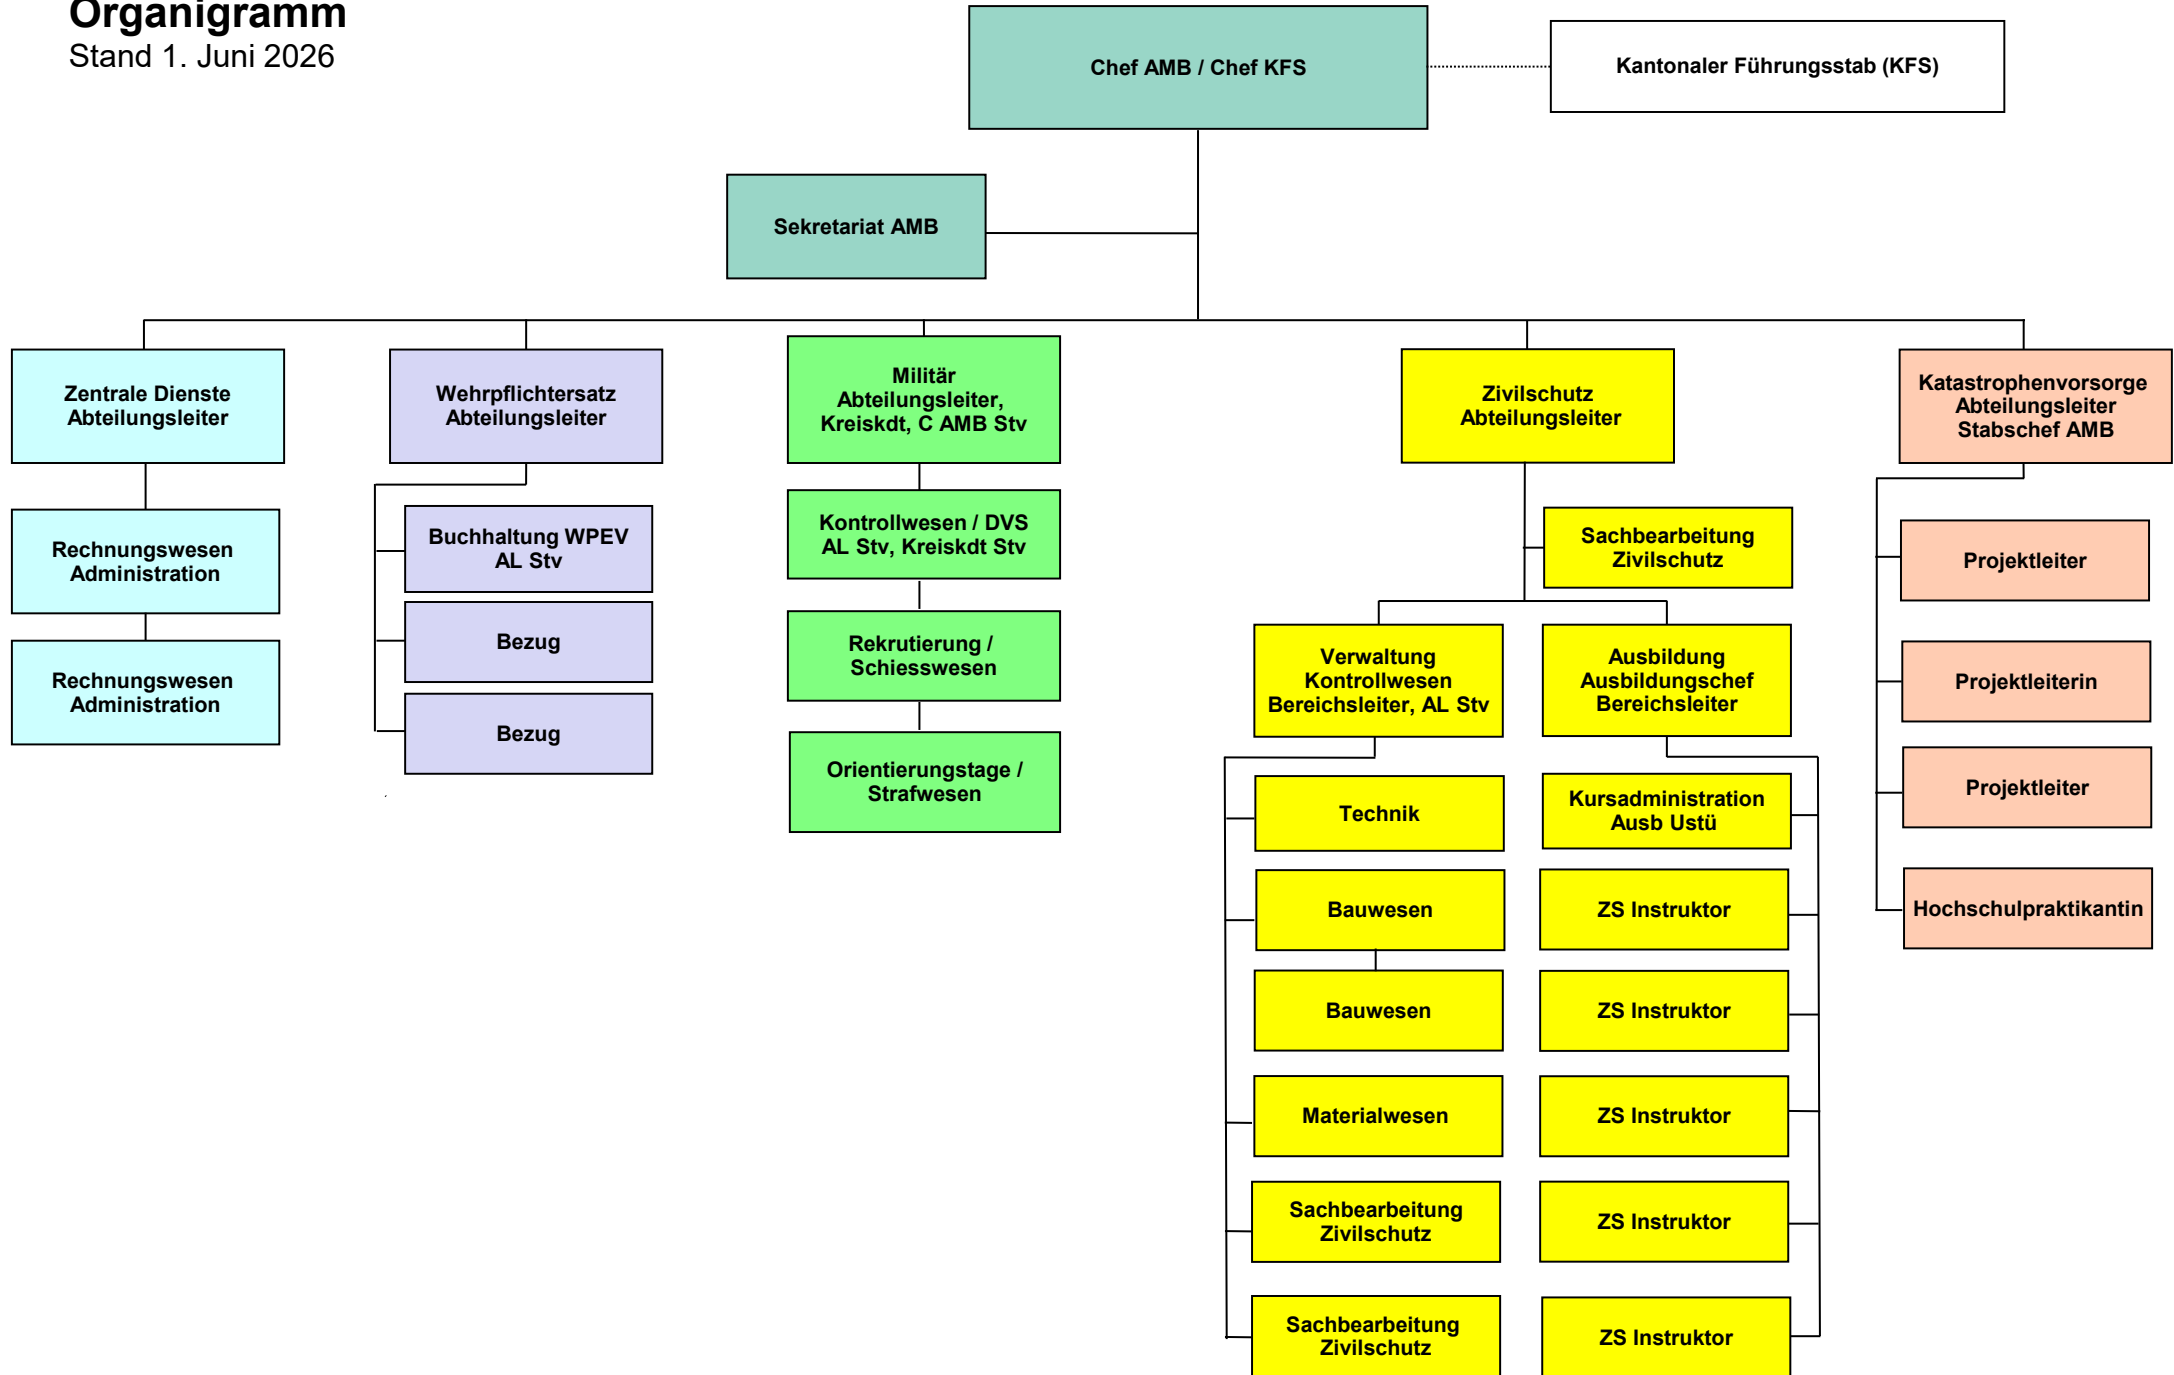 Organigramm
Stand 1. Juni 2026
Chef AMB / Chef KFS
Kantonaler Führungsstab (KFS)
Sekretariat AMB
Zentrale Dienste
Abteilungsleiter
Rechnungswesen
Administration
Rechnungswesen
Administration
Wehrpflichtersatz
Abteilungsleiter
Buchhaltung WPEV
AL Stv
Bezug
Bezug
Militär
Abteilungsleiter,
Kreiskdt, C AMB Stv
Kontrollwesen / DVS
AL Stv, Kreiskdt Stv
Rekrutierung /
Schiesswesen
Orientierungstage /
Strafwesen
Zivilschutz
Abteilungsleiter
Sachbearbeitung
Zivilschutz
Verwaltung
Kontrollwesen
Bereichsleiter, AL Stv
Technik
Bauwesen
Bauwesen
Materialwesen
Sachbearbeitung
Zivilschutz
Sachbearbeitung
Zivilschutz
Ausbildung
Ausbildungschef
Bereichsleiter
Kursadministration
Ausb Ustü
ZS Instruktor
ZS Instruktor
ZS Instruktor
ZS Instruktor
ZS Instruktor
Katastrophenvorsorge
Abteilungsleiter
Stabschef AMB
Projektleiter
Projektleiterin
Projektleiter
Hochschulpraktikantin